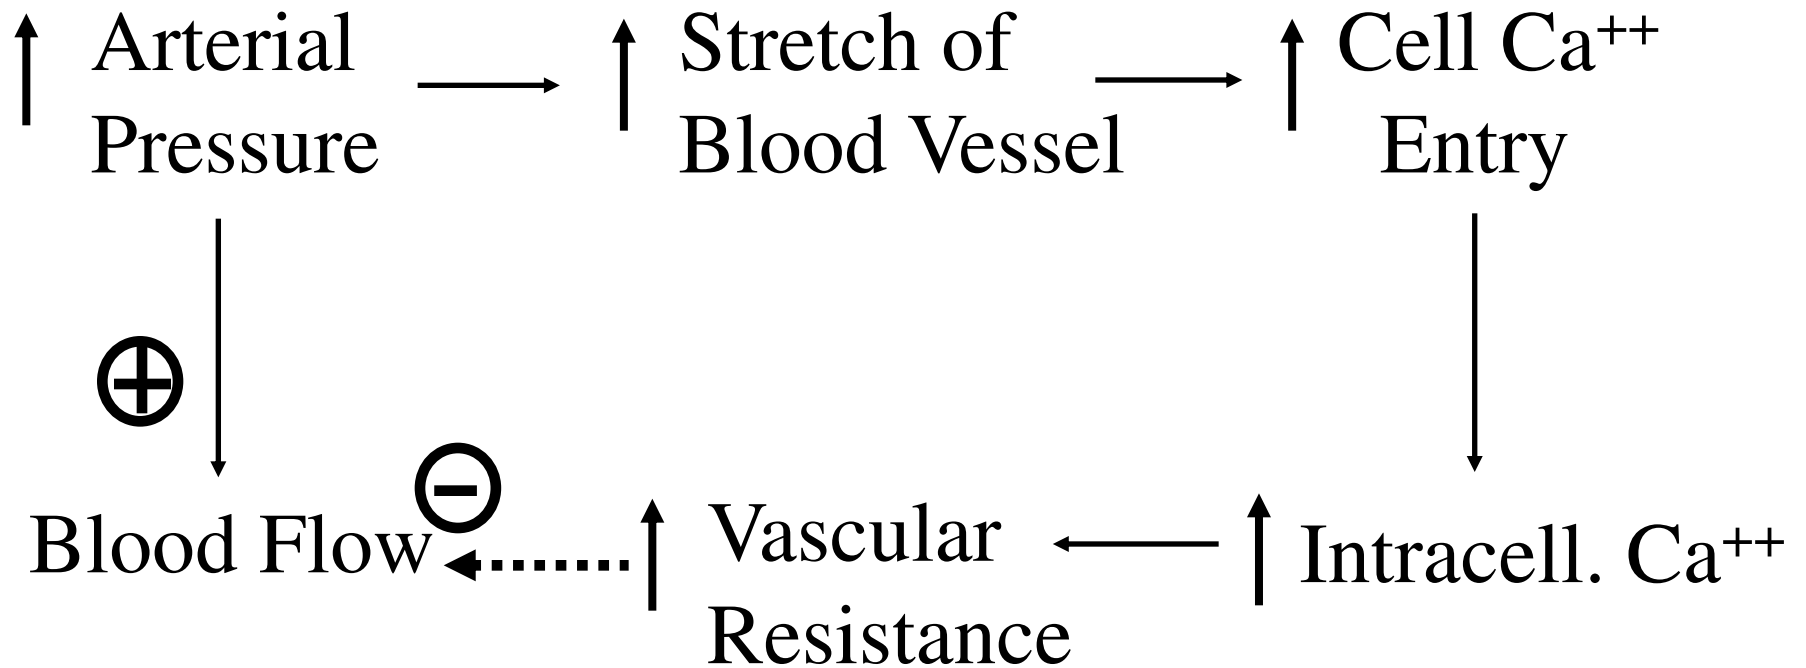 Arterial
Pressure
Stretch of
Blood Vessel
Cell Ca⁺⁺
Entry
+
−
Blood Flow
Vascular
Resistance
Intracell. Ca⁺⁺